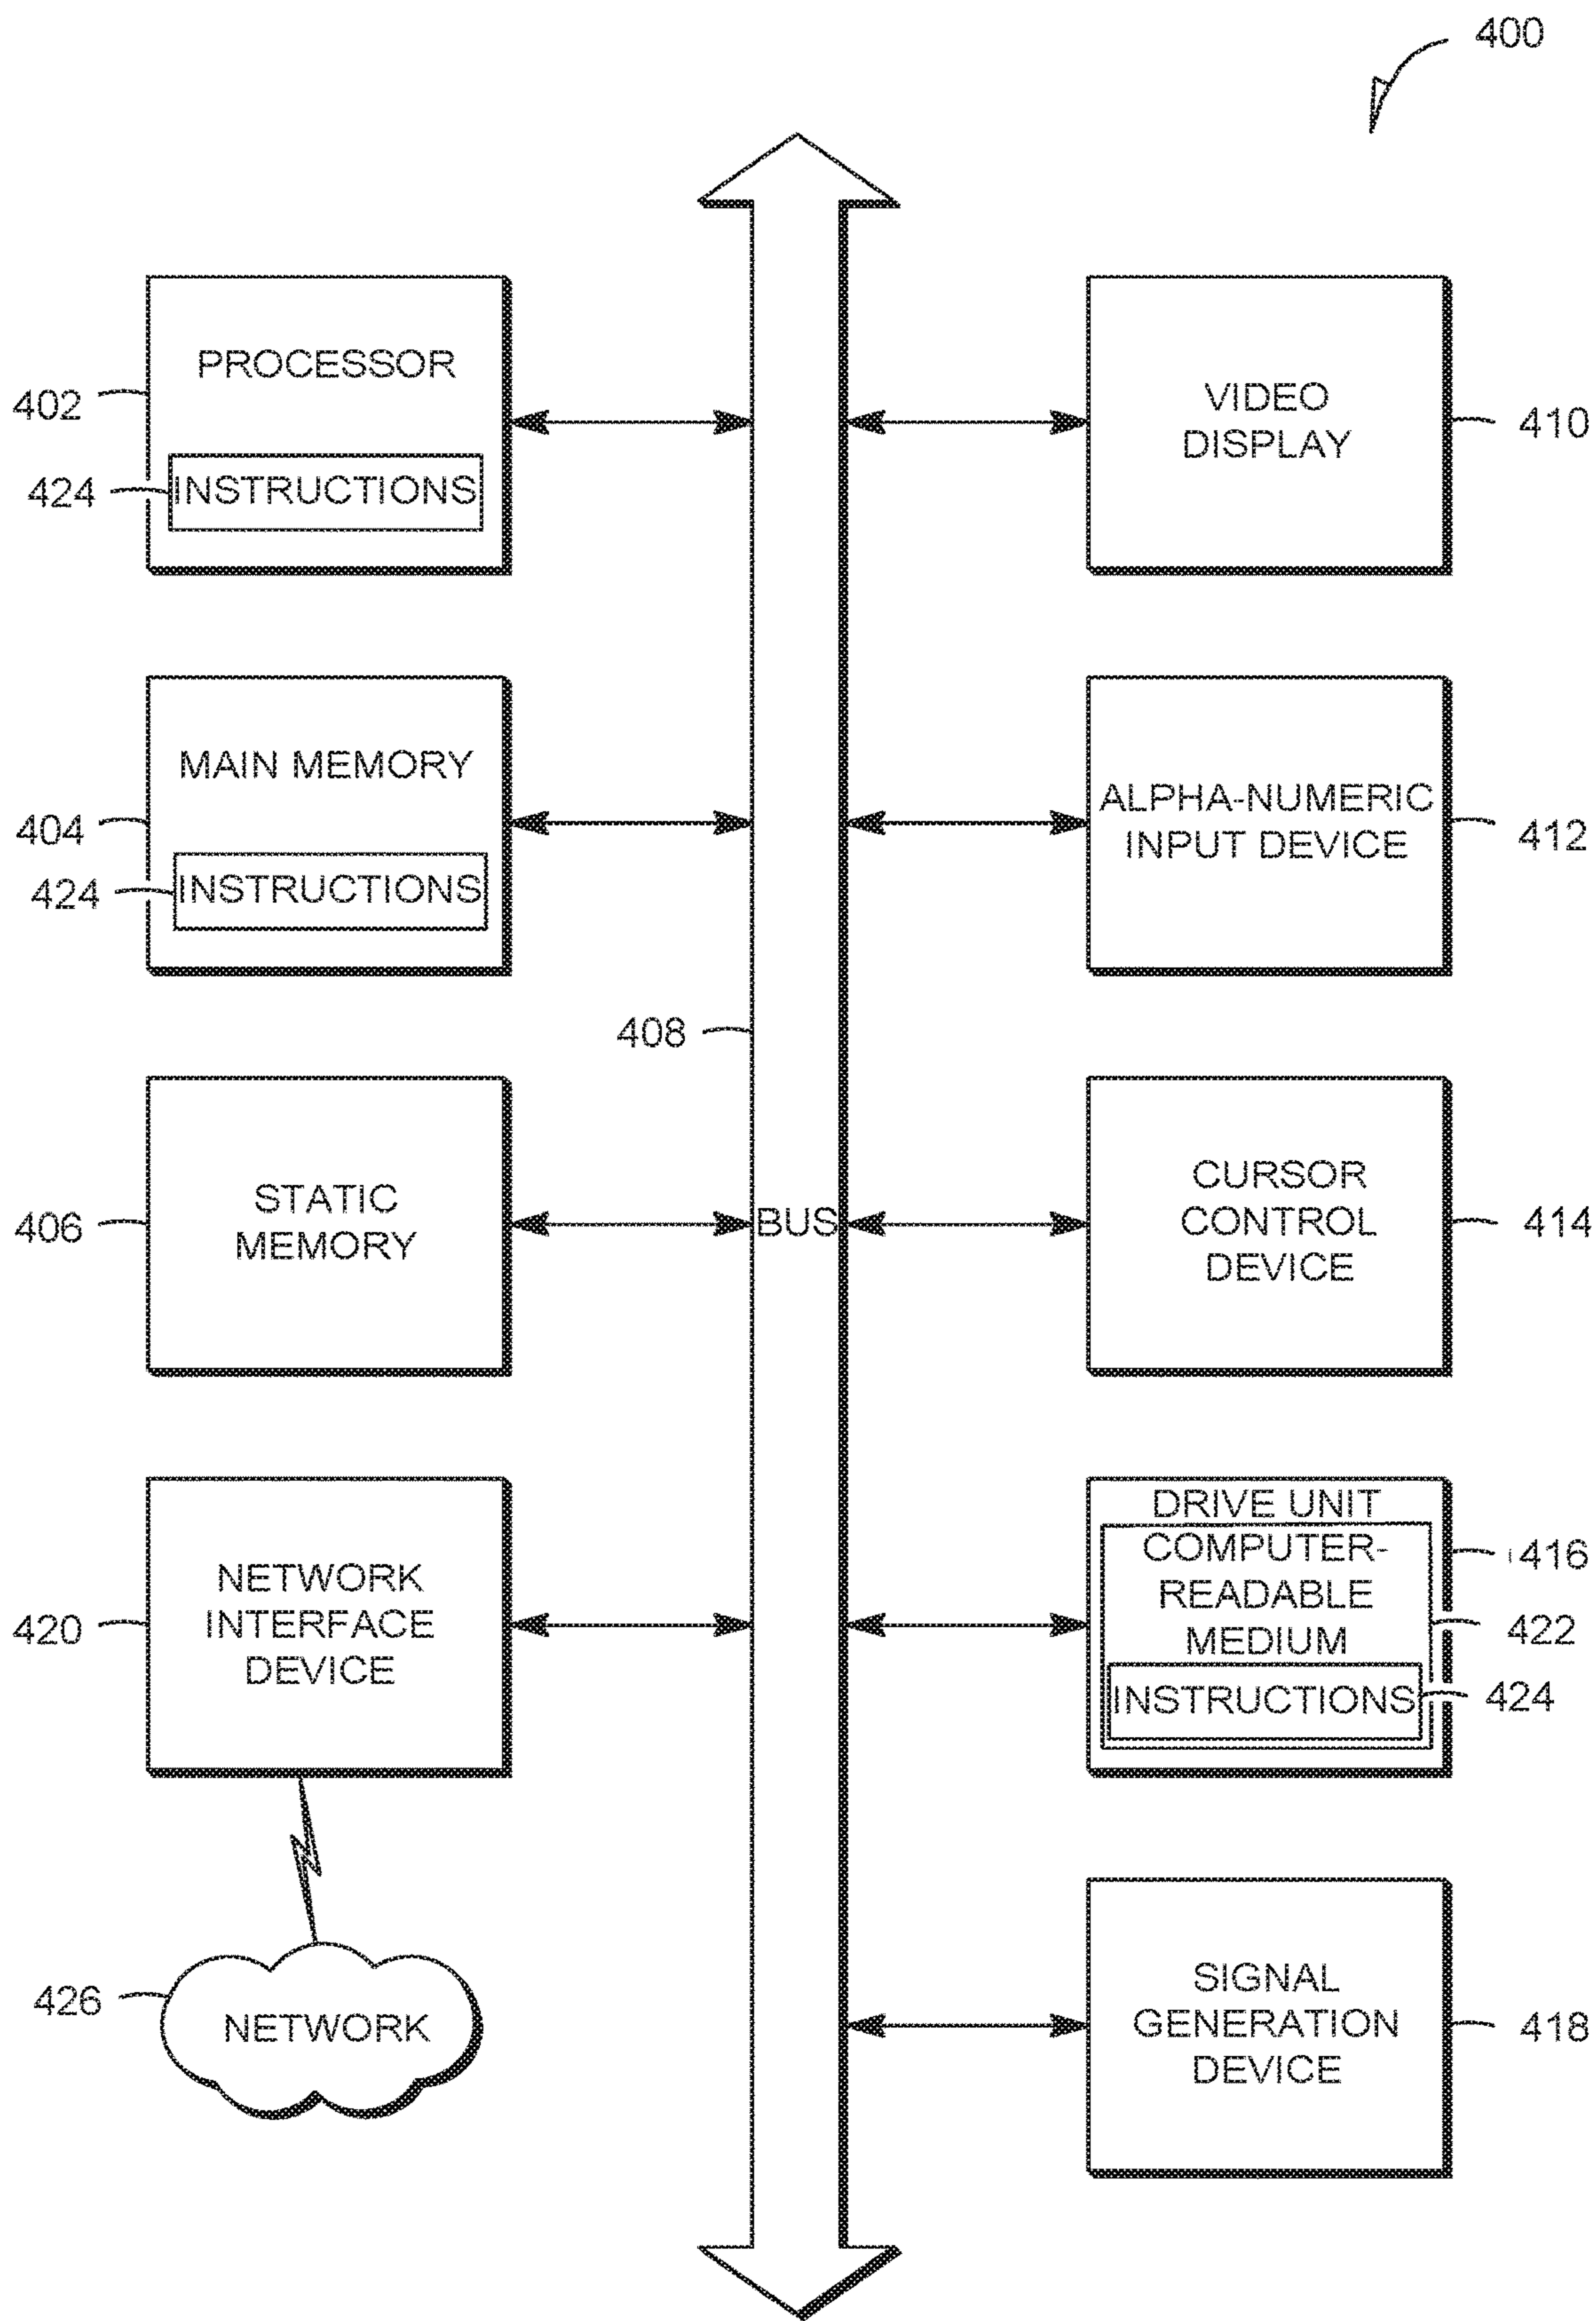 400
PROCESSOR
402
424
INSTRUCTIONS
VIDEO
DISPLAY
410
MAIN MEMORY
404
424
INSTRUCTIONS
ALPHA-NUMERIC
INPUT DEVICE
412
408
STATIC
MEMORY
406
BUS
CURSOR
CONTROL
DEVICE
414
NETWORK
INTERFACE
DEVICE
420
DRIVE UNIT
COMPUTER-
READABLE
MEDIUM
416
422
INSTRUCTIONS
424
426
NETWORK
SIGNAL
GENERATION
DEVICE
418